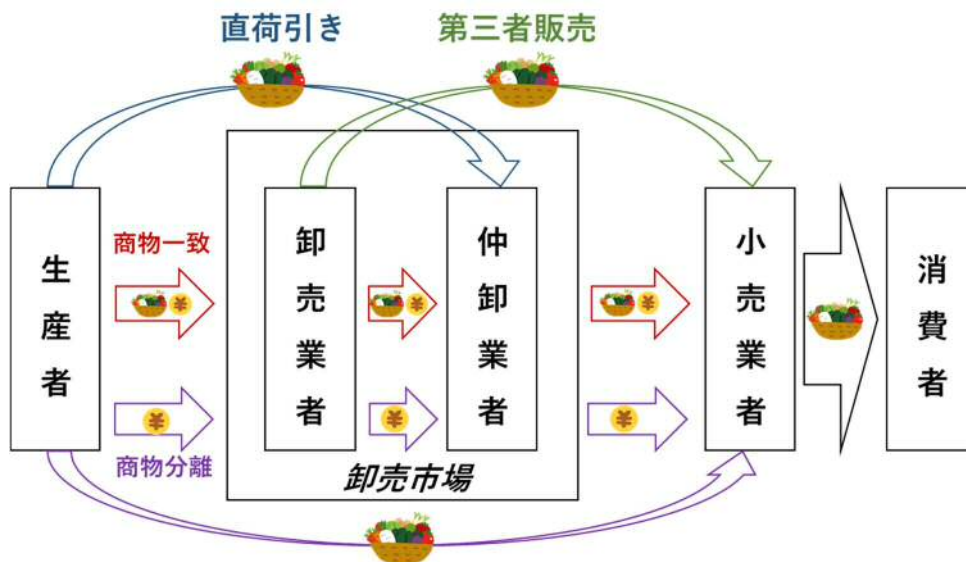 直荷引き
第三者販売
生産者
商物一致
¥
商物分離
¥
卸売業者
¥
¥
仲卸業者
卸売市場
¥
¥
小売業者
消費者